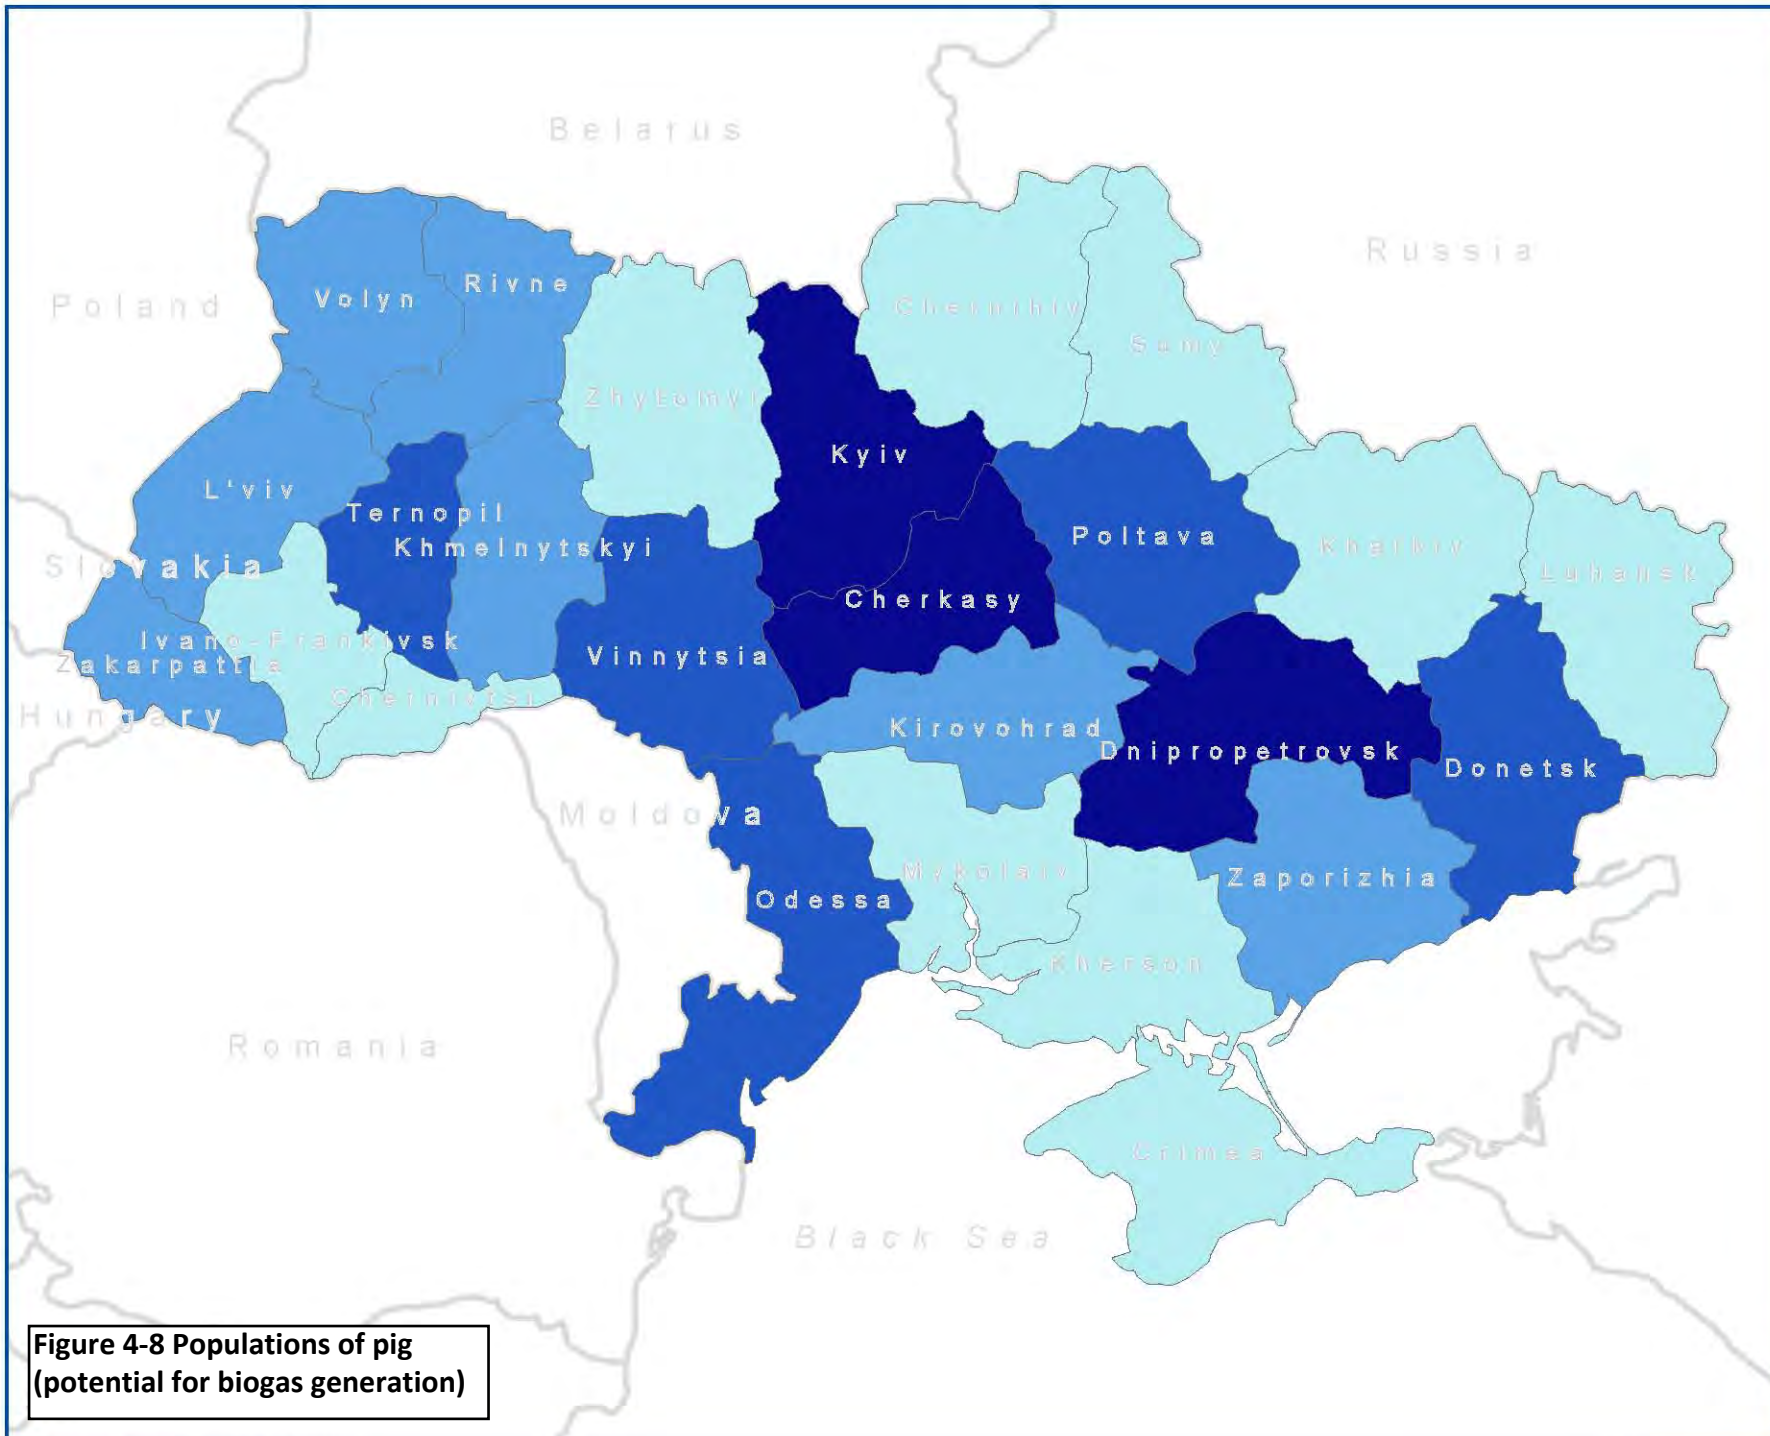 Belarus
Russia
Poland
Volyn
Rivne
Chernihiv
Sumy
Zhytomyr
Kyiv
L'viv
Ternopil
Khmelnytskyi
Poltava
Kharkiv
Luhansk
Slovakia
Cherkasy
Ivano-Frankivsk
Zakarpattia
Vinnytsia
Chernivtsi
Hungary
Kirovohrad
Dnipropetrovsk
Donetsk
Moldova
Mykolaiv
Zaporizhia
Odessa
Kherson
Romania
Crimea
Black Sea
Figure 4-8 Populations of pig
(potential for biogas generation)